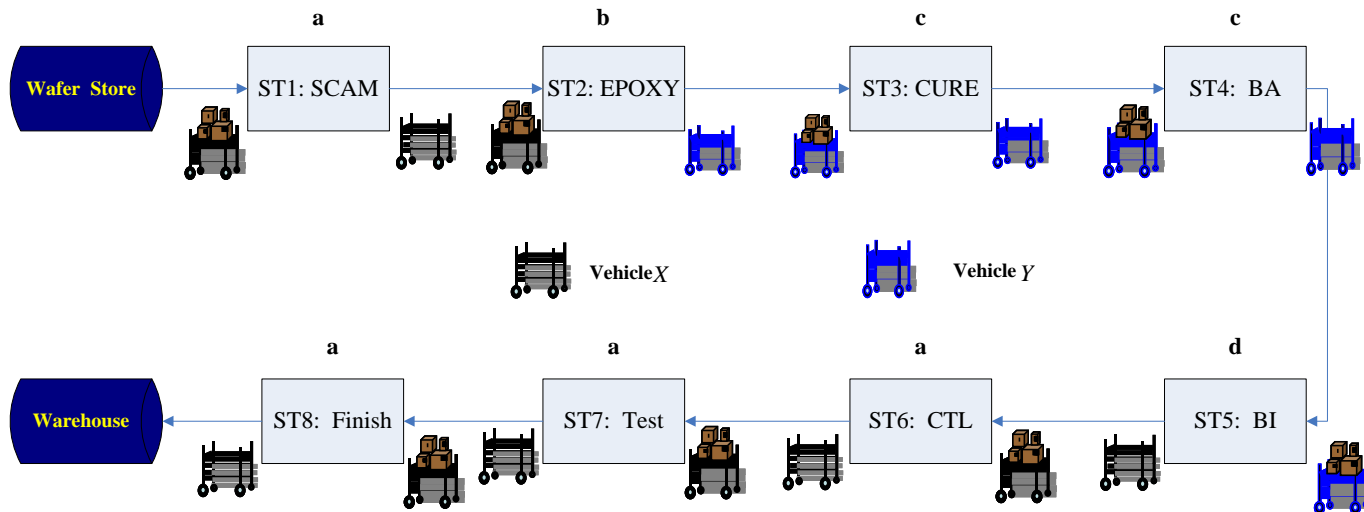 a b c c
Wafer Store
ST1: SCAM
ST2: EPOXY
ST3: CURE
ST4: BA
Vehicle X
Vehicle Y
a a a d
Warehouse
ST8: Finish
ST7: Test
ST6: CTL
ST5: BI